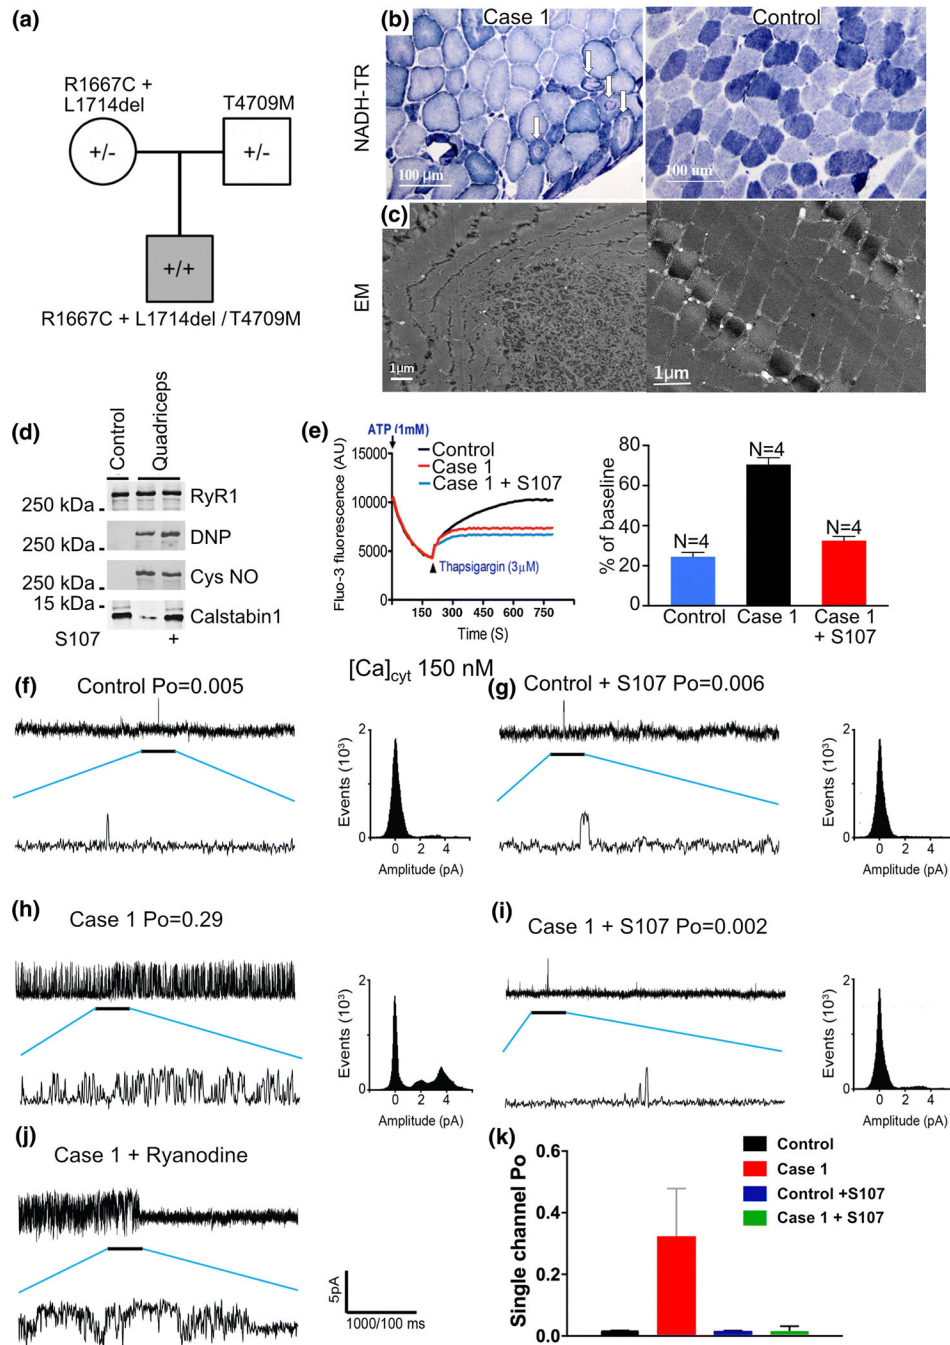 (a)
R1667C +
L1714del
T4709M
+/-
+/-
+/+
R1667C + L1714del / T4709M
(b)
Case 1
Control
NADH-TR
100 µm
100 µm
(c)
EM
1µm
1µm
(d)
Control
Quadriceps
250 kDa
RyR1
250 kDa
DNP
250 kDa
Cys NO
15 kDa
Calstabin1
S107
+
(e)
ATP (1mM)
Fluo-3 fluorescence (AU)
15000
10000
5000
0
150
300
450
600
750
Time (S)
Control
Case 1
Case 1 + S107
Thapsigargin (3µM)
% of baseline
80
60
40
20
0
N=4
N=4
N=4
Control
Case 1
Case 1
+ S107
[Ca]cyt 150 nM
(f)
Control Po=0.005
Events (10³)
2
1
0
0
2
4
Amplitude (pA)
(g)
Control + S107 Po=0.006
Events (10³)
2
1
0
0
2
4
Amplitude (pA)
(h)
Case 1 Po=0.29
Events (10³)
2
1
0
0
2
4
Amplitude (pA)
(i)
Case 1 + S107 Po=0.002
Events (10³)
2
1
0
0
2
4
Amplitude (pA)
(j)
Case 1 + Ryanodine
5pA
1000/100 ms
(k)
Single channel Po
0.6
0.4
0.2
0.0
Control
Case 1
Control +S107
Case 1 + S107